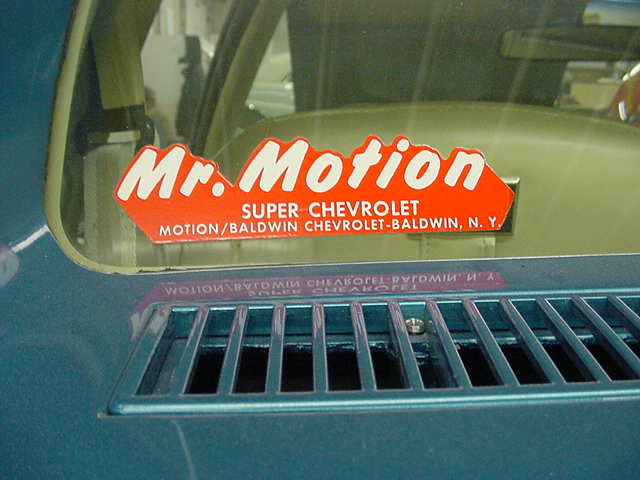 Mr. Motion
SUPER CHEVROLET
MOTION/BALDWIN CHEVROLET-BALDWIN, N. Y.